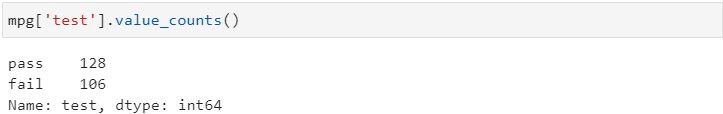 mpg['test'].value_counts()
pass    128
fail    106
Name: test, dtype: int64